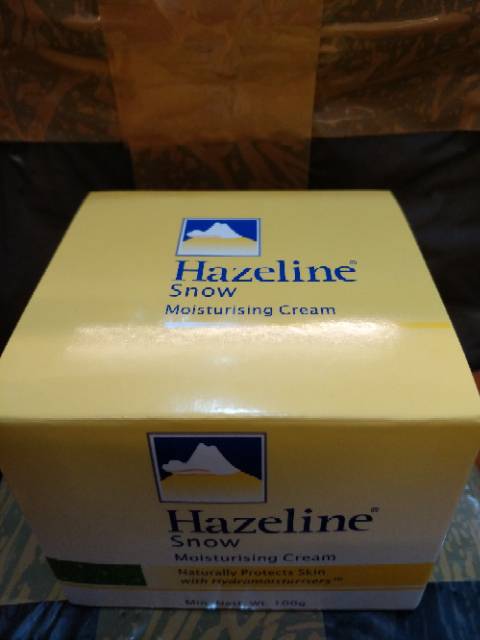 Hazeline®
Snow
Moisturising Cream
Hazeline®
Snow
Moisturising Cream
Naturally Protects Skin
with Hydromoisturisers™
Min. Nett. Wt. 100g